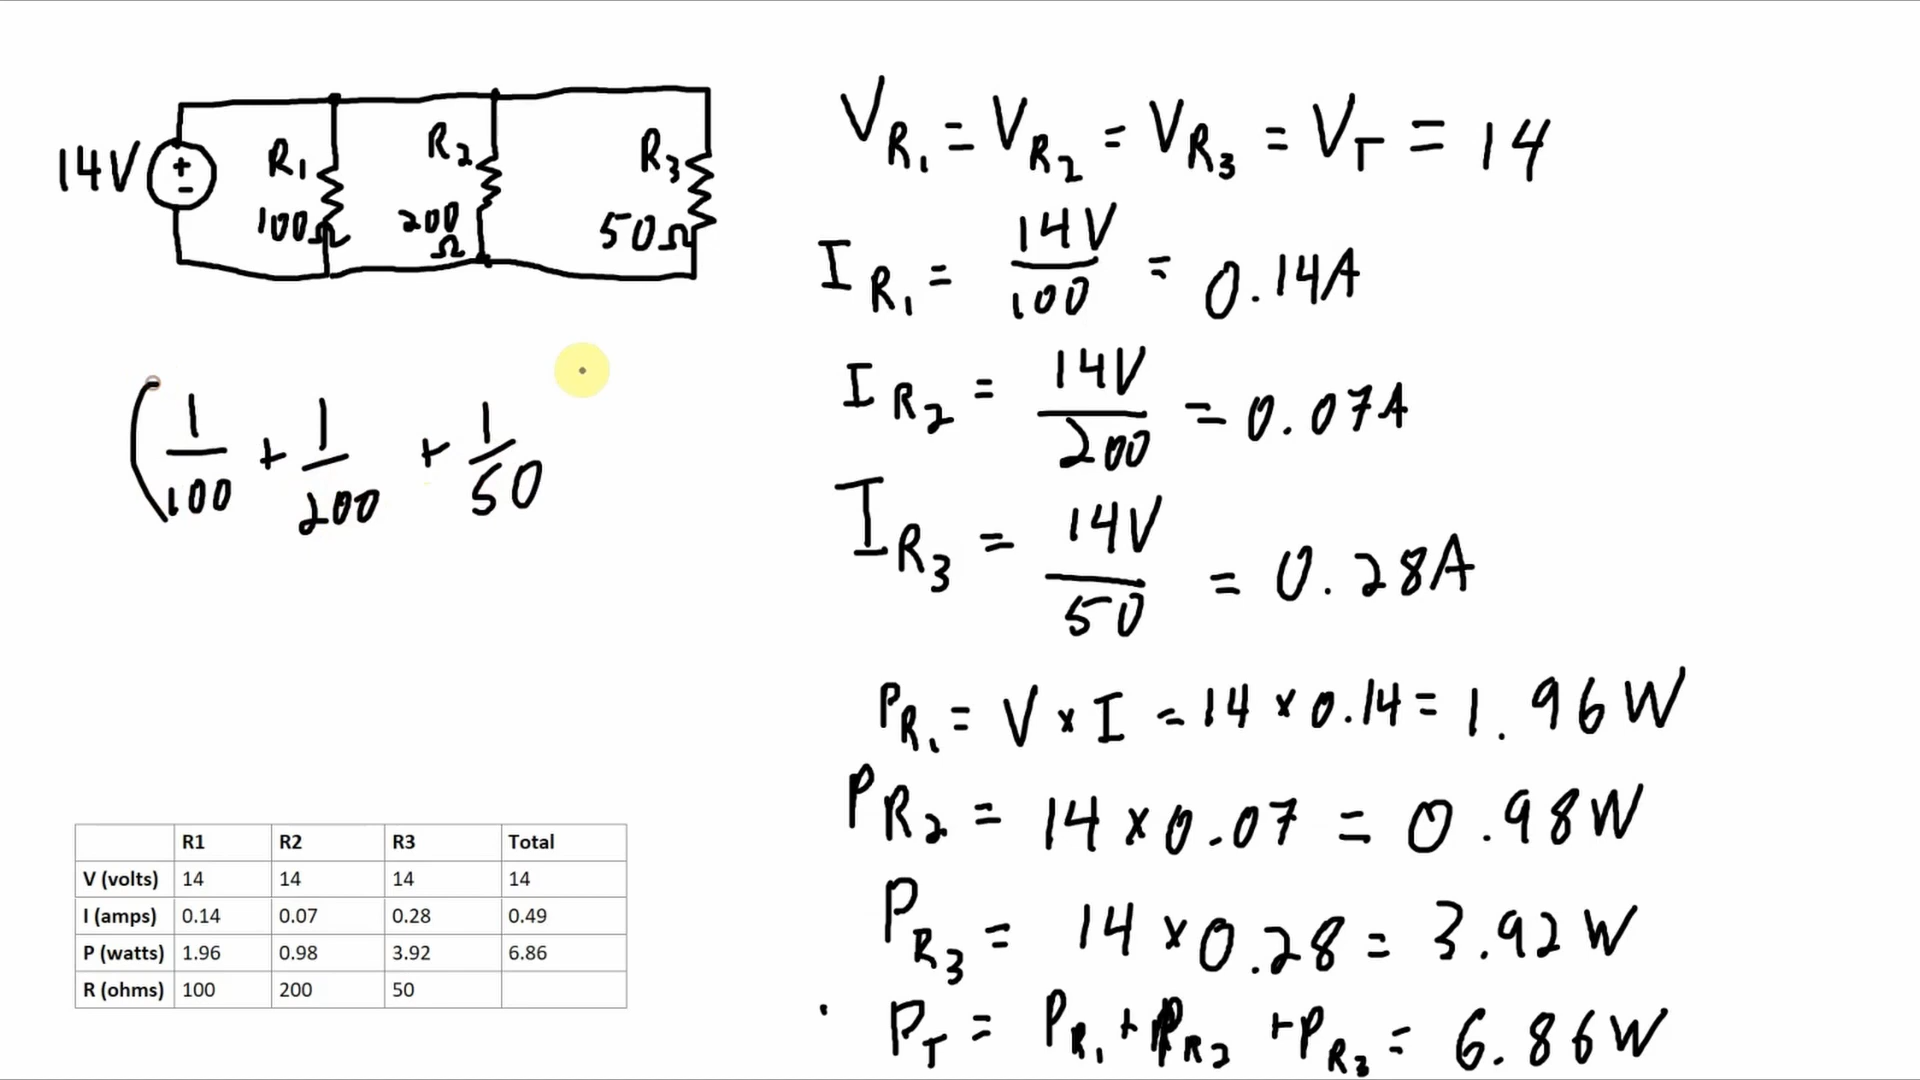 14V
+
-
R1
100Ω
R2
200
Ω
R3
50Ω
(1/100 + 1/200 + 1/50
VR1 = VR2 = VR3 = VT = 14
IR1 = 14V/100 = 0.14A
IR2 = 14V/200 = 0.07A
IR3 = 14V/50 = 0.28A
PR1 = V × I = 14 × 0.14 = 1.96W
PR2 = 14 × 0.07 = 0.98W
PR3 = 14 × 0.28 = 3.92W
PT = PR1 + PR2 + PR3 = 6.86W
R1 R2 R3 Total
V (volts) 14 14 14 14
I (amps) 0.14 0.07 0.28 0.49
P (watts) 1.96 0.98 3.92 6.86
R (ohms) 100 200 50